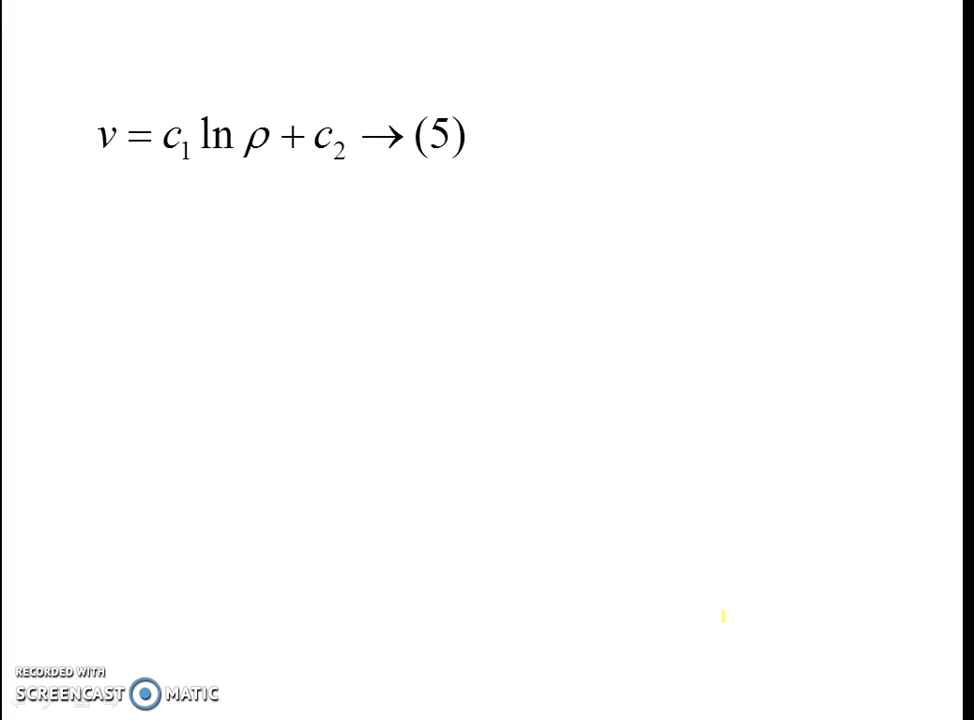 v = c₁ ln ρ + c₂ → (5)
RECORDED WITH
SCREENCAST MATIC